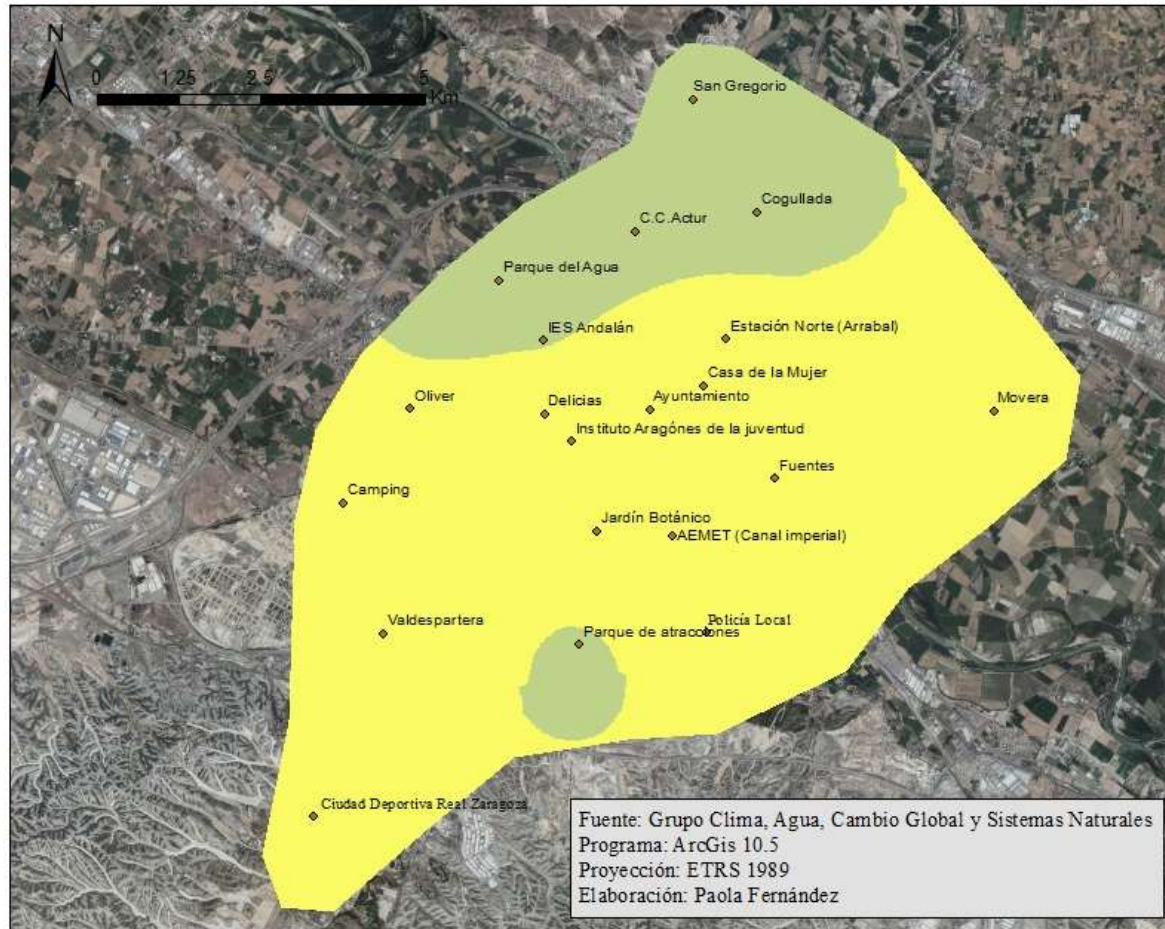 N
0 1.25 2.5 5
Km
San Gregorio
Cogullada
C.C.Actur
Parque del Agua
IES Andalán
Estación Norte (Arrabal)
Casa de la Mujer
Oliver
Delicias
Ayuntamiento
Movera
Instituto Aragónes de la juventud
Fuentes
Camping
Jardín Botánico
AEMET (Canal imperial)
Valdespartera
Policía Local
Parque de atracciones
Ciudad Deportiva Real Zaragoza
Fuente: Grupo Clima, Agua, Cambio Global y Sistemas Naturales
Programa: ArcGis 10.5
Proyección: ETRS 1989
Elaboración: Paola Fernández